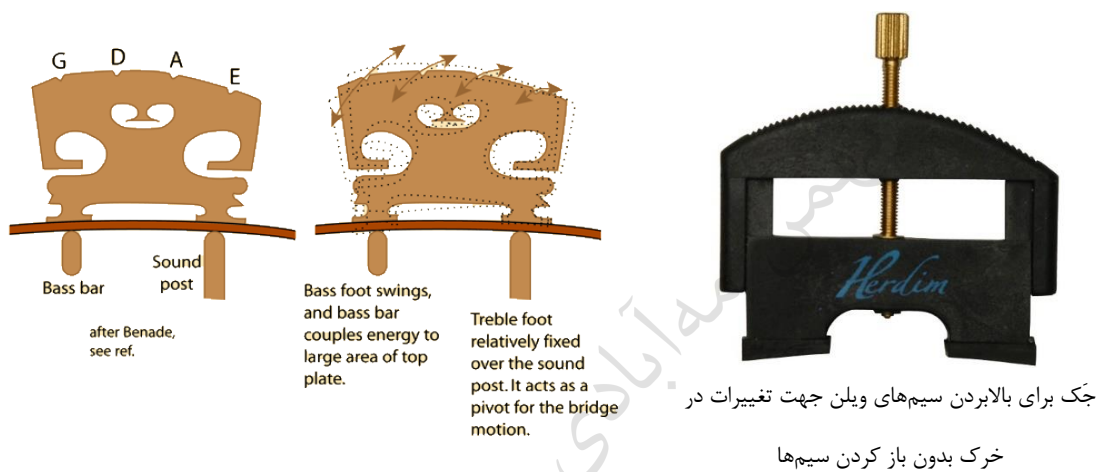 G
D
A
E
Bass bar
Sound
post
after Benade,
see ref.
Bass foot swings,
and bass bar
couples energy to
large area of top
plate.
Treble foot
relatively fixed
over the sound
post. It acts as a
pivot for the bridge
motion.
Herdim
جَک برای بالابردن سیم‌های ویلن جهت تغییرات در
خرک بدون باز کردن سیم‌ها